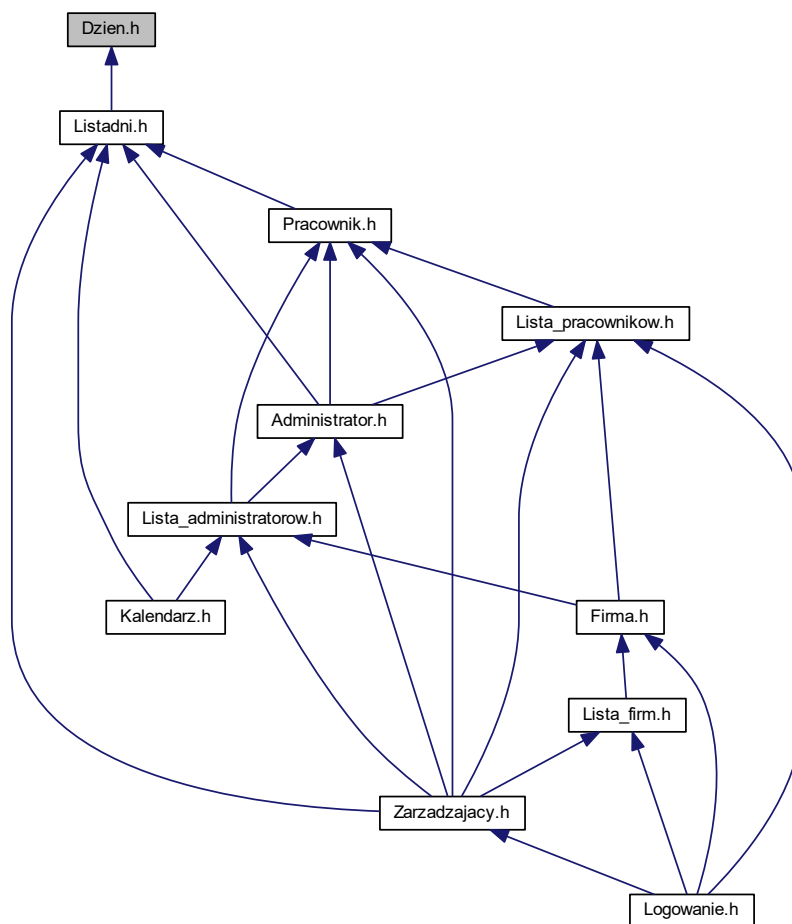 Dzien.h
Listadni.h
Pracownik.h
Lista_pracownikow.h
Administrator.h
Lista_administratorow.h
Kalendarz.h
Firma.h
Lista_firm.h
Zarzadzajacy.h
Logowanie.h